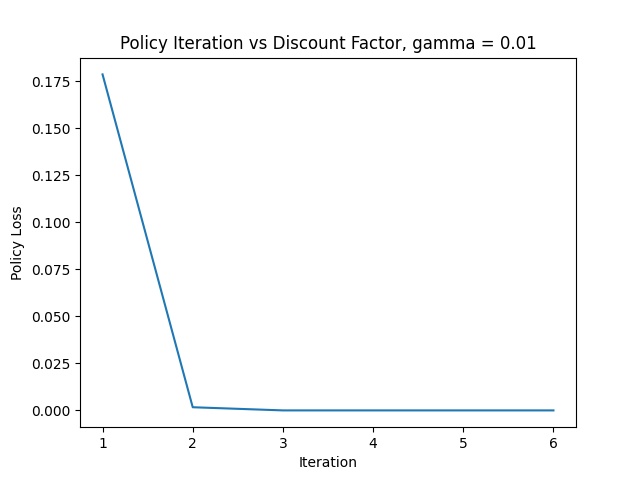 Policy Iteration vs Discount Factor, gamma = 0.01
0.175
0.150
0.125
0.100
0.075
0.050
0.025
0.000
Policy Loss
1 2 3 4 5 6
Iteration